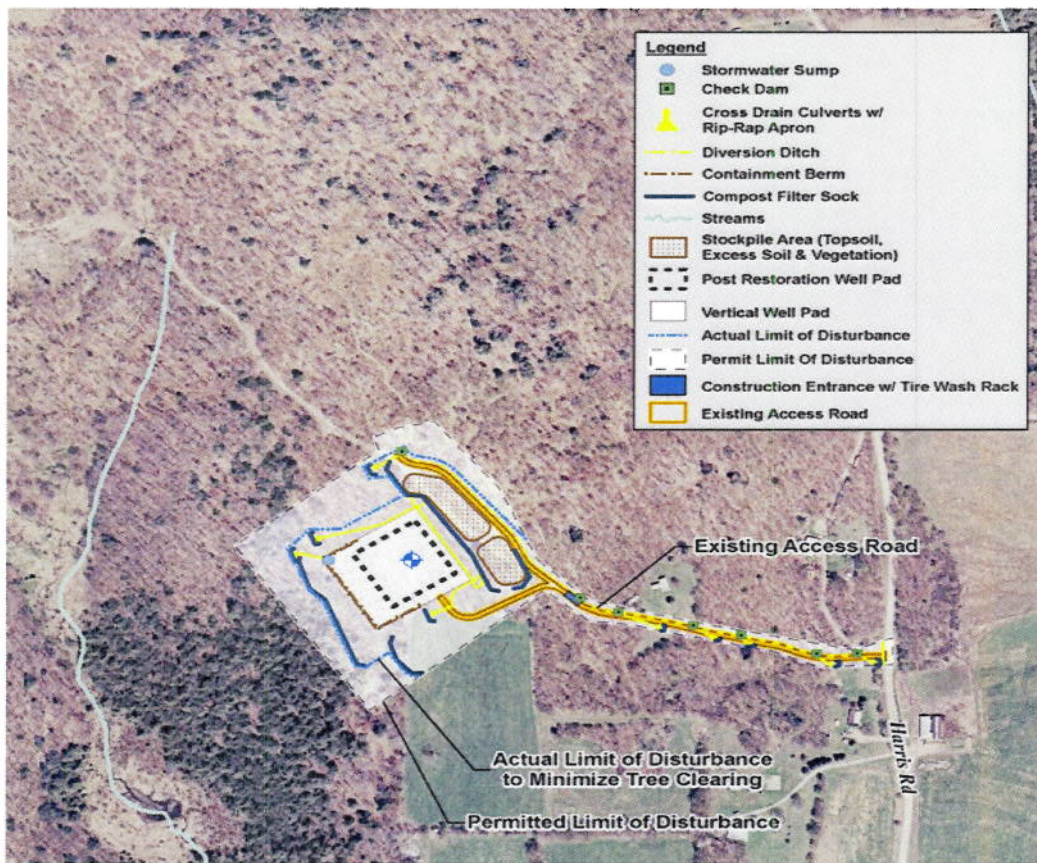 Legend
Stormwater Sump
Check Dam
Cross Drain Culverts w/
Rip-Rap Apron
Diversion Ditch
Containment Berm
Compost Filter Sock
Streams
Stockpile Area (Topsoil,
Excess Soil & Vegetation)
Post Restoration Well Pad
Vertical Well Pad
Actual Limit of Disturbance
Permit Limit Of Disturbance
Construction Entrance w/ Tire Wash Rack
Existing Access Road
Existing Access Road
Harris Rd
Actual Limit of Disturbance
to Minimize Tree Clearing
Permitted Limit of Disturbance